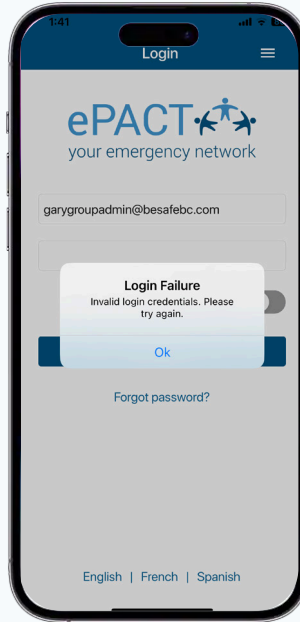 1:41
Login
ePACT
your emergency network
garygroupadmin@besafebc.com
Login Failure
Invalid login credentials. Please
try again.
Ok
Forgot password?
English | French | Spanish